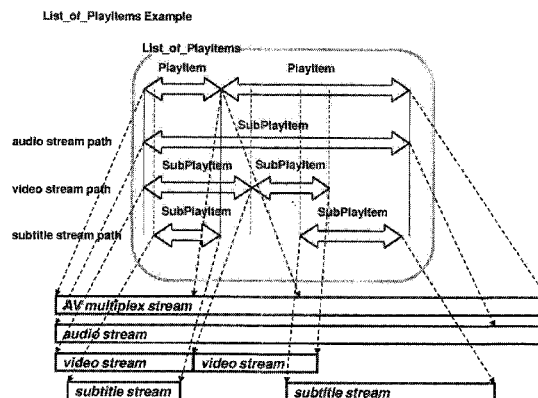 List_of_PlayItems Example
List_of_PlayItems
PlayItem PlayItem
SubPlayItem
audio stream path
SubPlayItem SubPlayItem
video stream path
SubPlayItem SubPlayItem
subtitle stream path
AV multiplex stream
audio stream
video stream video stream
subtitle stream subtitle stream